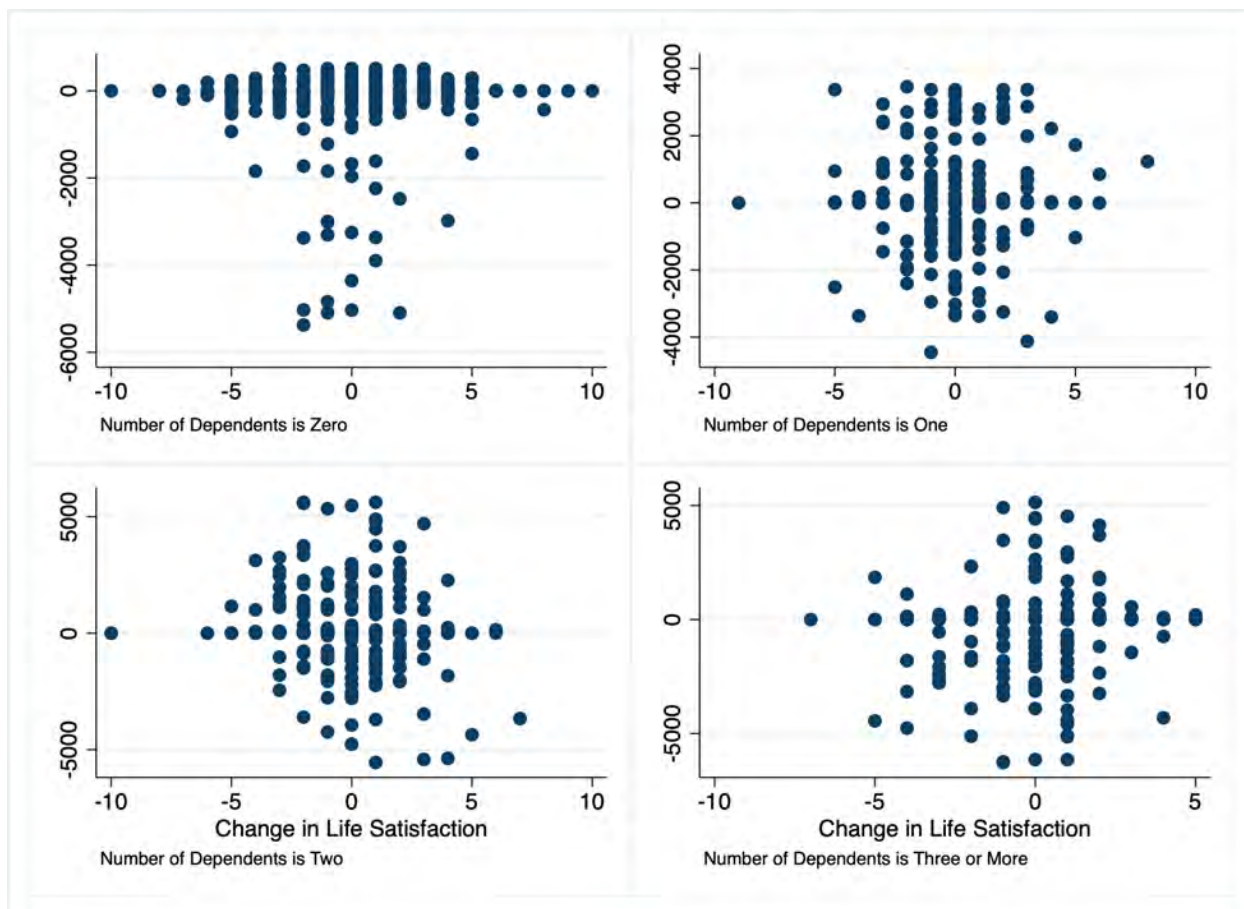 0
-2000
-4000
-6000
-10 -5 0 5 10
Number of Dependents is Zero
4000
2000
0
-2000
-4000
-10 -5 0 5 10
Number of Dependents is One
5000
0
-5000
-10 -5 0 5 10
Change in Life Satisfaction
Number of Dependents is Two
5000
0
-5000
-10 -5 0 5
Change in Life Satisfaction
Number of Dependents is Three or More